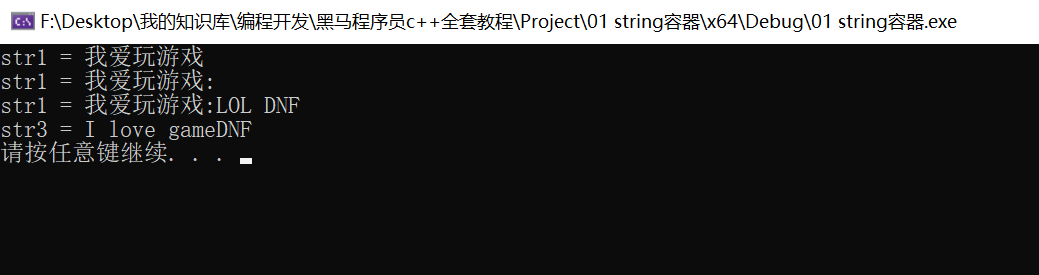 F:\Desktop\我的知识库\编程开发\黑马程序员c++全套教程\Project\01 string容器\x64\Debug\01 string容器.exe
str1 = 我爱玩游戏
str1 = 我爱玩游戏:
str1 = 我爱玩游戏:LOL DNF
str3 = I love gameDNF
请按任意键继续. . .